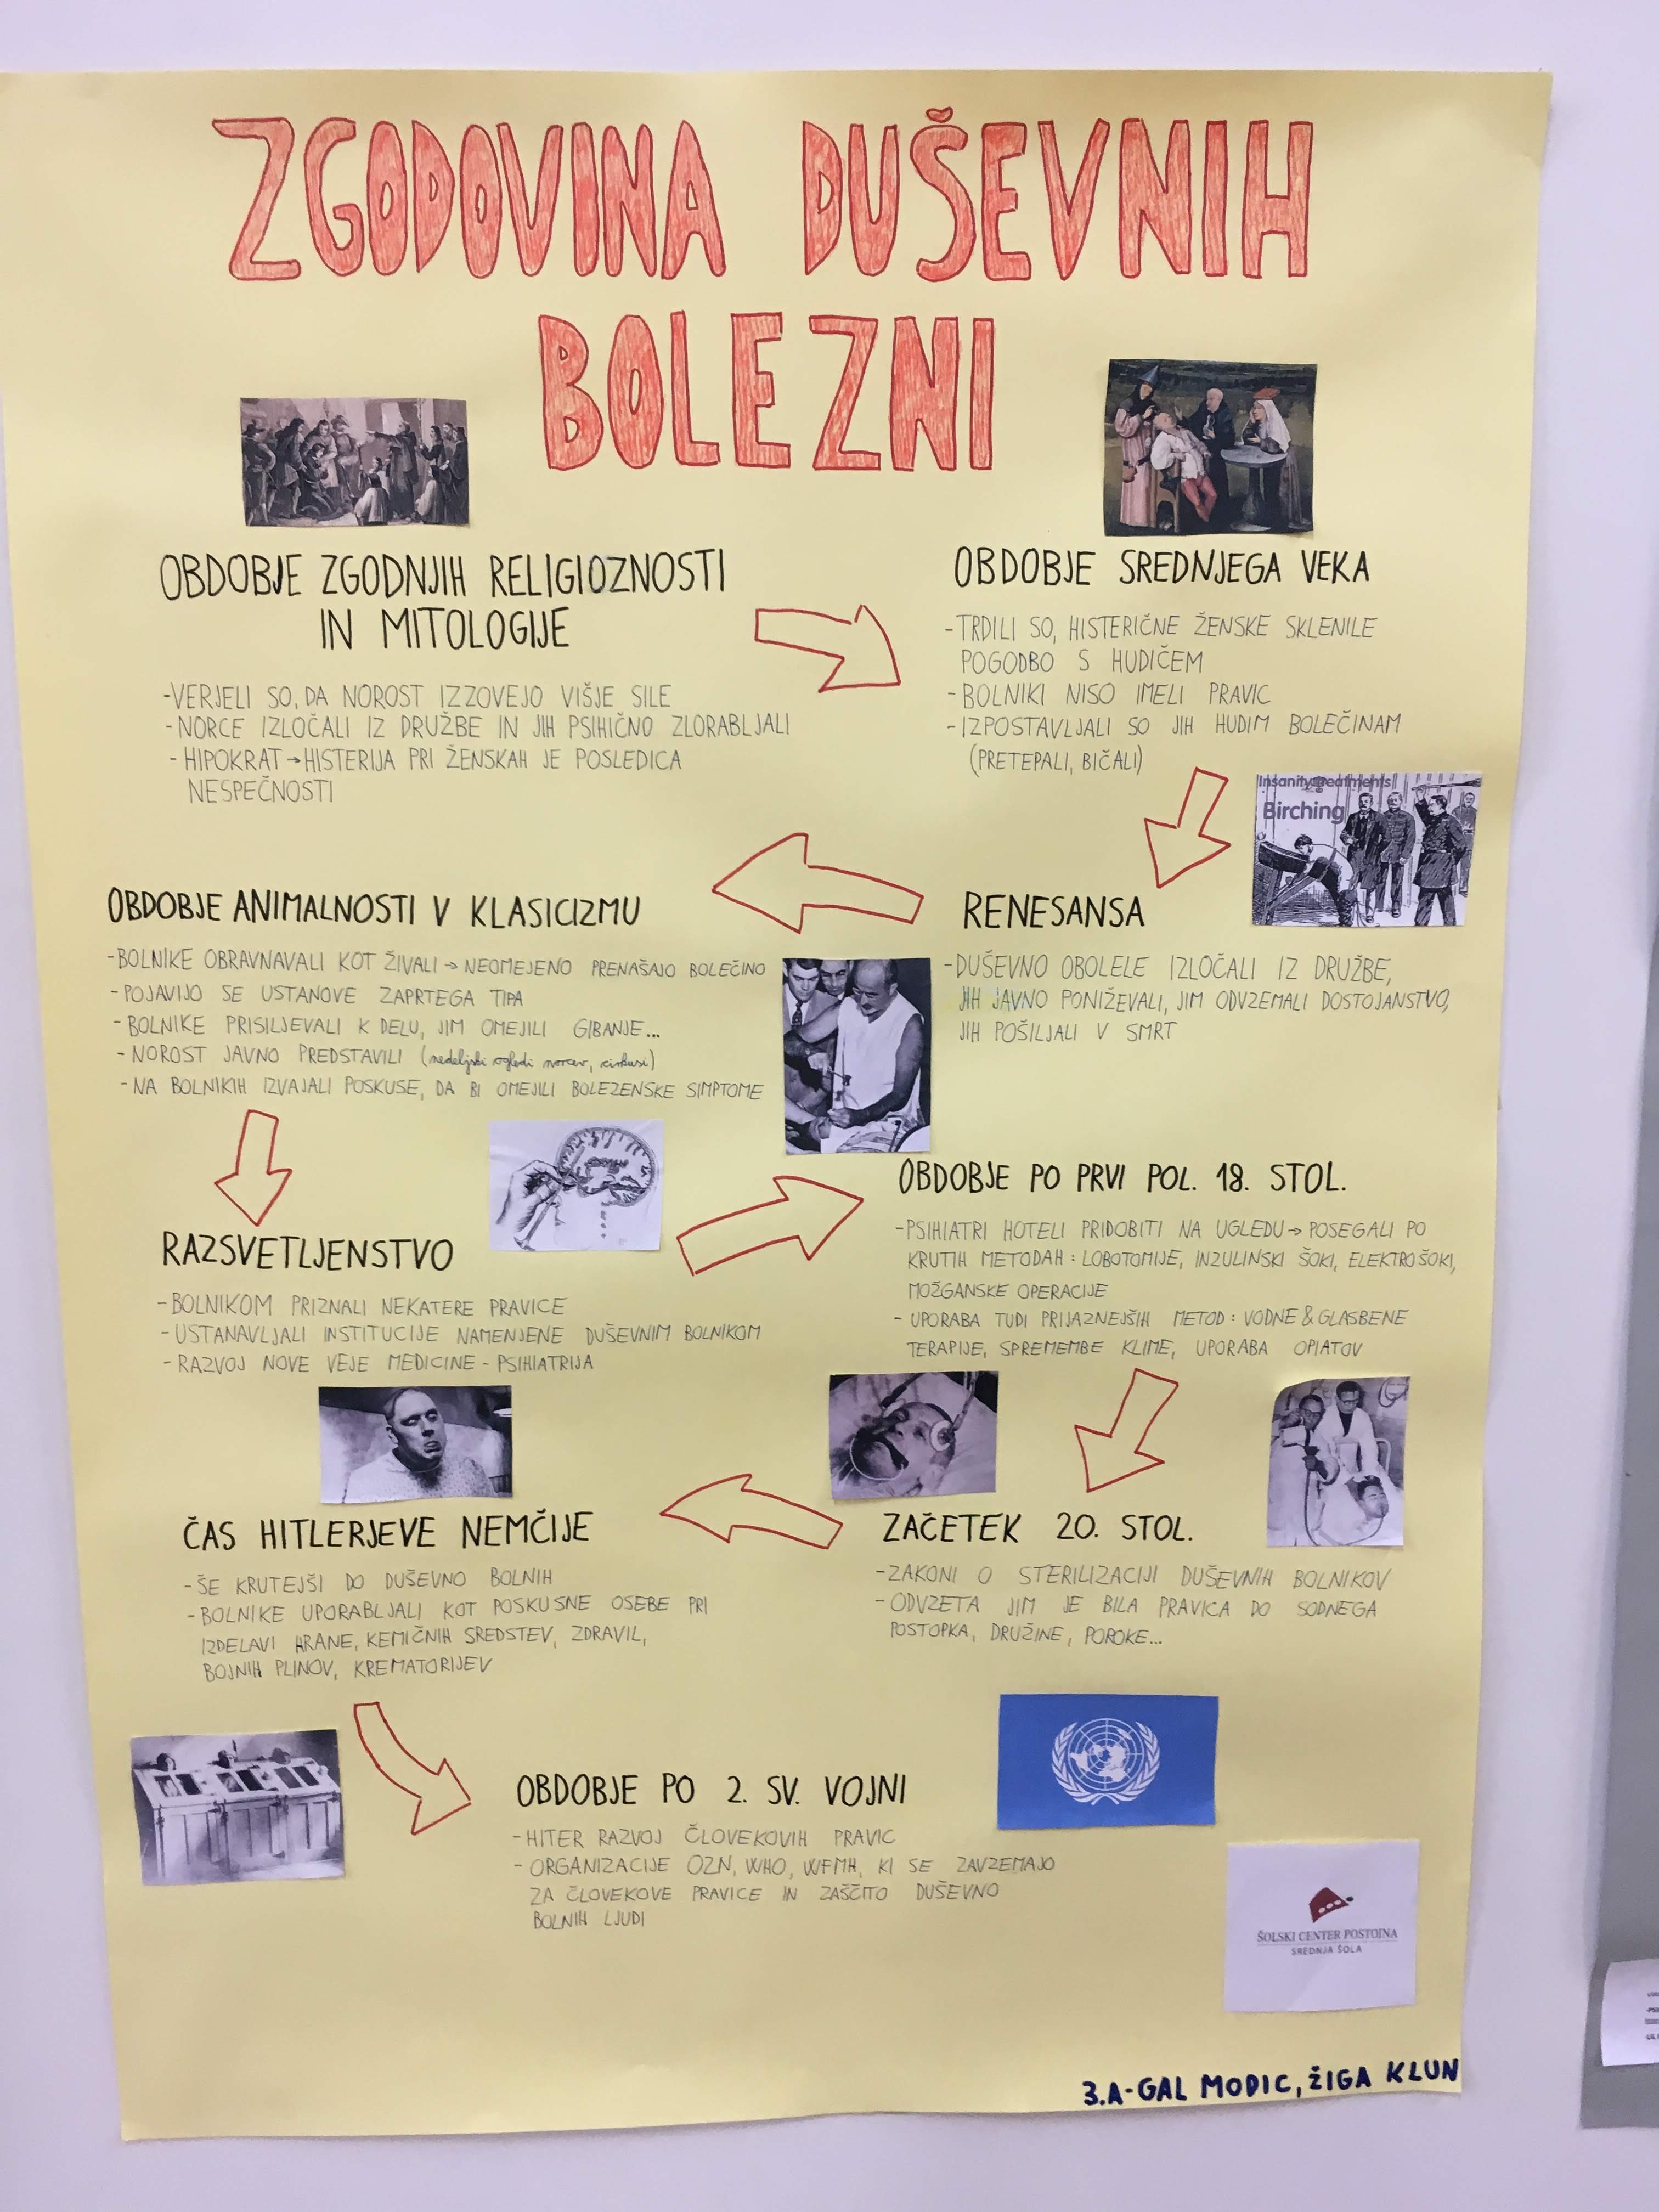 ZGODOVINA DUŠEVNIH
BOLEZNI
OBDOBJE ZGODNJIH RELIGIOZNOSTI
IN MITOLOGIJE
-VERJELI SO, DA NOROST IZZOVEJO VIŠJE SILE
-NORCE IZLOČALI IZ DRUŽBE IN JIH PSIHIČNO ZLORABLJALI
-HIPOKRAT→HISTERIJA PRI ŽENSKAH JE POSLEDICA
NESPEČNOSTI
OBDOBJE SREDNJEGA VEKA
-TRDILI SO, HISTERIČNE ŽENSKE SKLENILE
POGODBO S HUDIČEM
-BOLNIKI NISO IMELI PRAVIC
-IZPOSTAVLJALI SO JIH HUDIM BOLEČINAM
(PRETEPALI, BIČALI)
Insanity treatments
Birching
RENESANSA
-DUŠEVNO OBOLELE IZLOČALI IZ DRUŽBE,
JIH JAVNO PONIŽEVALI, JIM ODVZEMALI DOSTOJANSTVO,
JIH POŠILJALI V SMRT
OBDOBJE ANIMALNOSTI V KLASICIZMU
-BOLNIKE OBRAVNAVALI KOT ŽIVALI→NEOMEJENO PRENAŠAJO BOLEČINO
-POJAVIJO SE USTANOVE ZAPRTEGA TIPA
-BOLNIKE PRISILJEVALI K DELU, JIM OMEJILI GIBANJE...
-NOROST JAVNO PREDSTAVILI (nedeljski ogledi norcev, cirkusi)
-NA BOLNIKIH IZVAJALI POSKUSE, DA BI OMEJILI BOLEZENSKE SIMPTOME
RAZSVETLJENSTVO
-BOLNIKOM PRIZNALI NEKATERE PRAVICE
-USTANAVLJALI INSTITUCIJE NAMENJENE DUŠEVNIM BOLNIKOM
-RAZVOJ NOVE VEJE MEDICINE - PSIHIATRIJA
OBDOBJE PO PRVI POL. 18. STOL.
-PSIHIATRI HOTELI PRIDOBITI NA UGLEDU→POSEGALI PO
KRUTIH METODAH: LOBOTOMIJE, INZULINSKI ŠOKI, ELEKTROŠOKI,
MOŽGANSKE OPERACIJE
- UPORABA TUDI PRIJAZNEJŠIH METOD: VODNE & GLASBENE
TERAPIJE, SPREMEMBE KLIME, UPORABA OPIATOV
ZAČETEK 20. STOL.
-ZAKONI O STERILIZACIJI DUŠEVNIH BOLNIKOV
-ODVZETA JIM JE BILA PRAVICA DO SODNEGA
POSTOPKA, DRUŽINE, POROKE...
ČAS HITLERJEVE NEMČIJE
-ŠE KRUTEJŠI DO DUŠEVNO BOLNIH
-BOLNIKE UPORABLJALI KOT POSKUSNE OSEBE PRI
IZDELAVI HRANE, KEMIČNIH SREDSTEV, ZDRAVIL,
BOJNIH PLINOV, KREMATORIJEV
OBDOBJE PO 2. SV. VOJNI
-HITER RAZVOJ ČLOVEKOVIH PRAVIC
-ORGANIZACIJE OZN, WHO, WFMH, KI SE ZAVZEMAJO
ZA ČLOVEKOVE PRAVICE IN ZAŠČITO DUŠEVNO
BOLNIH LJUDI
ŠOLSKI CENTER POSTOJNA
SREDNJA ŠOLA
3.A-GAL MODIC, ŽIGA KLUN